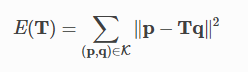 E(T) = ∑ ‖p − Tq‖²
(p,q)∈𝒦